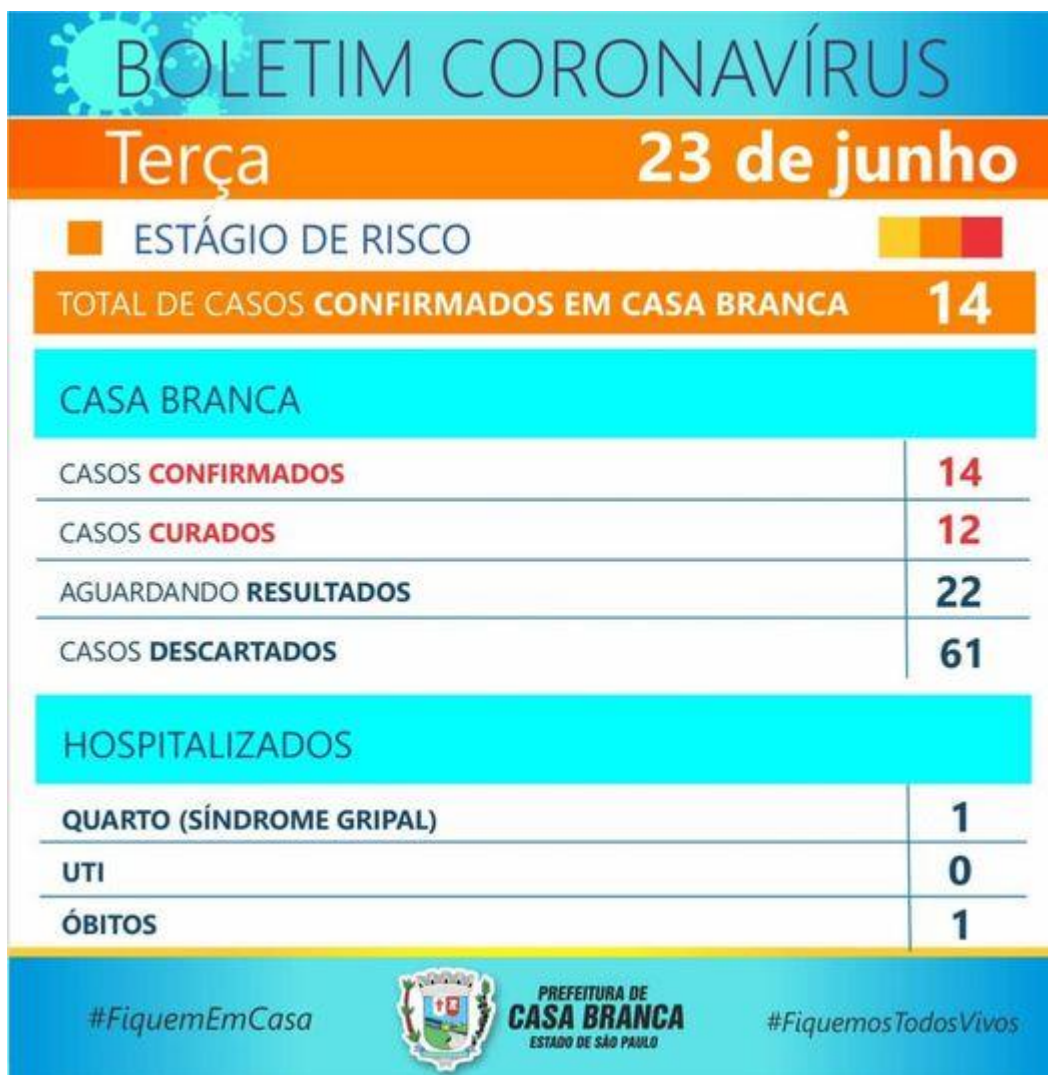 BOLETIM CORONAVÍRUS
Terça 23 de junho
ESTÁGIO DE RISCO
TOTAL DE CASOS CONFIRMADOS EM CASA BRANCA 14
CASA BRANCA
CASOS CONFIRMADOS 14
CASOS CURADOS 12
AGUARDANDO RESULTADOS 22
CASOS DESCARTADOS 61
HOSPITALIZADOS
QUARTO (SÍNDROME GRIPAL) 1
UTI 0
ÓBITOS 1
#FiquemEmCasa
PREFEITURA DE
CASA BRANCA
ESTADO DE SÃO PAULO
#FiquemosTodosVivos